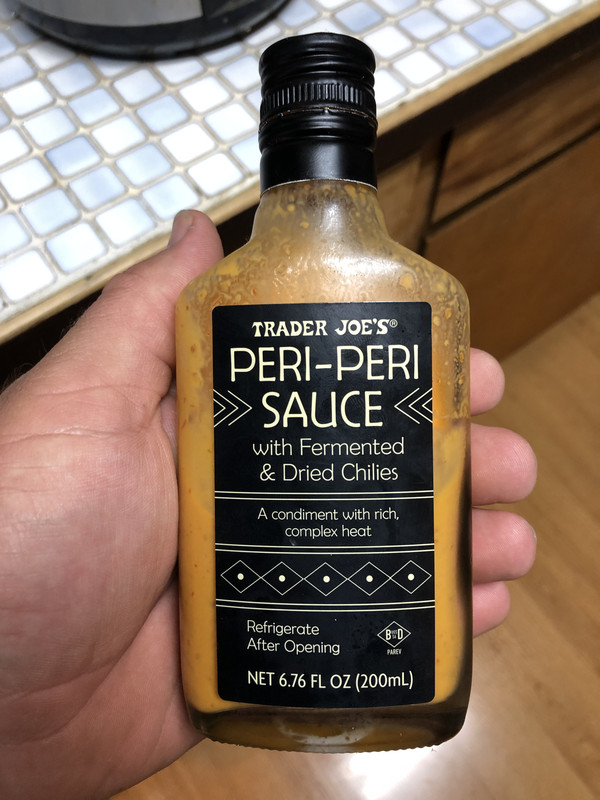 TRADER JOE'S®
PERI-PERI
SAUCE
with Fermented
& Dried Chilies
A condiment with rich,
complex heat
Refrigerate
After Opening
B D
PAREV
NET 6.76 FL OZ (200mL)